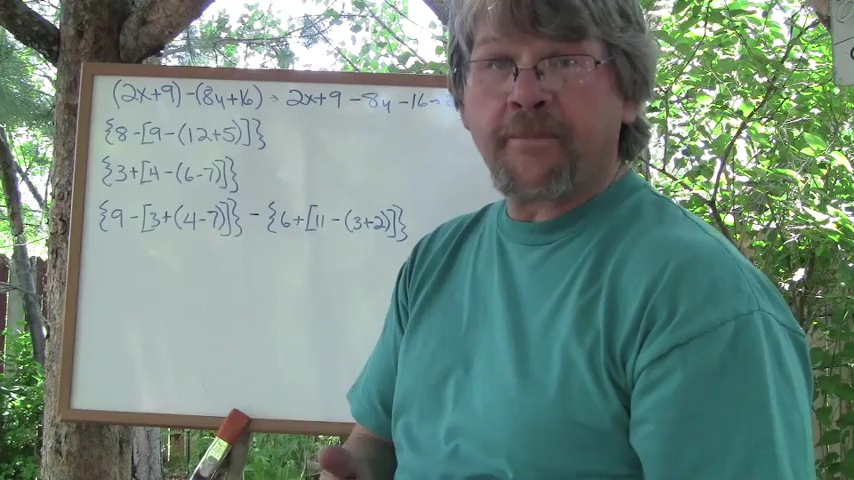 (2x+9)-(8y+16) → 2x+9-8y-16-
{8-[9-(12+5)]}
{3+[4-(6-7)]}
{9-[3+(4-7)]} - {6+[11-(3+2)]}